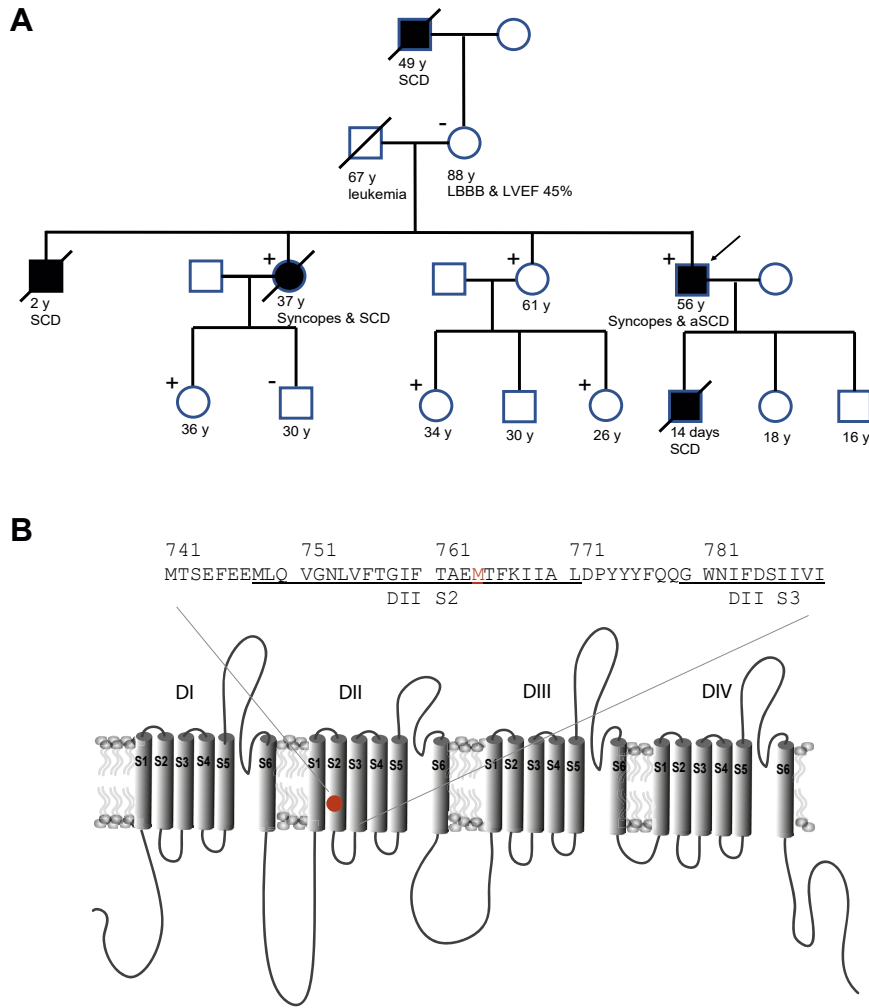 A
49 y
SCD
-
67 y
leukemia
88 y
LBBB & LVEF 45%
+ + +
2 y
SCD
37 y
Syncopes & SCD
61 y
56 y
Syncopes & aSCD
+ - + +
36 y 30 y 34 y 30 y 26 y 14 days 18 y 16 y
SCD
B
741 751 761 771 781
MTSEFEEMLQ VGNLVFTGIF TAEMTFKIIA LDPYYYFQQG WNIFDSIIVI
DII S2 DII S3
DI DII DIII DIV
S1 S2 S3 S4 S5 S6 S1 S2 S3 S4 S5 S6 S1 S2 S3 S4 S5 S6 S1 S2 S3 S4 S5 S6